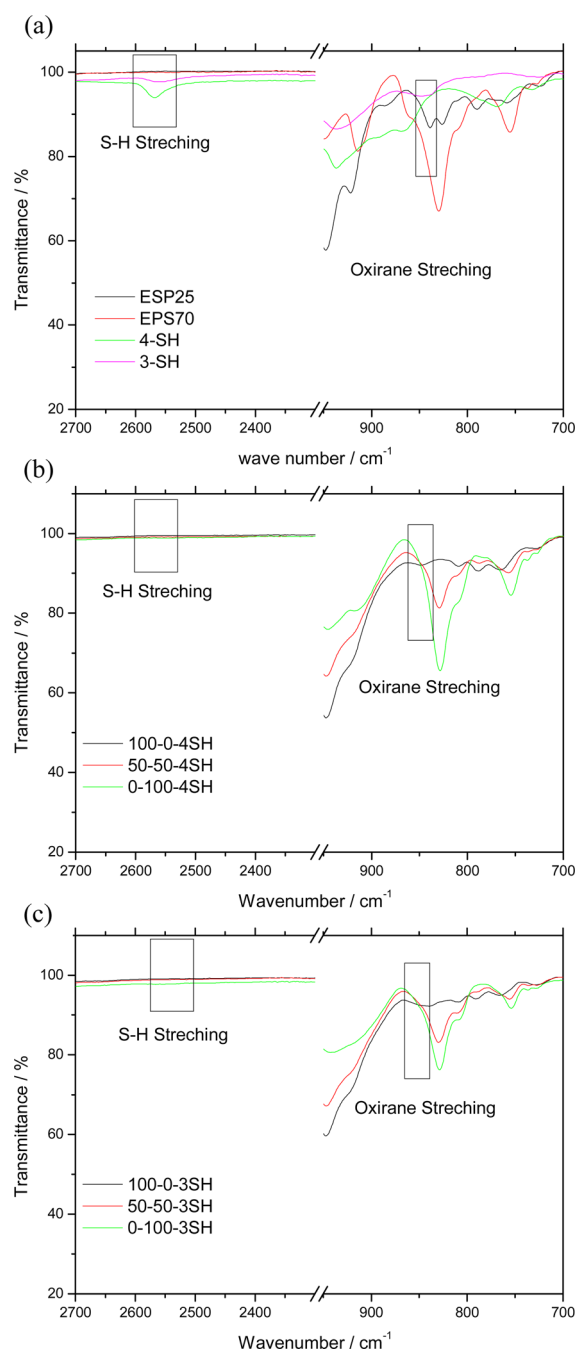 (a)
100
80
60
40
20
Transmittance / %
S-H Streching
Oxirane Streching
ESP25
EPS70
4-SH
3-SH
2700 2600 2500 2400 900 800 700
wave number / cm-1
(b)
100
80
60
40
20
Transmittance / %
S-H Streching
Oxirane Streching
100-0-4SH
50-50-4SH
0-100-4SH
2700 2600 2500 2400 900 800 700
Wavenumber / cm-1
(c)
100
80
60
40
20
Transmittance / %
S-H Streching
Oxirane Streching
100-0-3SH
50-50-3SH
0-100-3SH
2700 2600 2500 2400 900 800 700
Wavenumber / cm-1